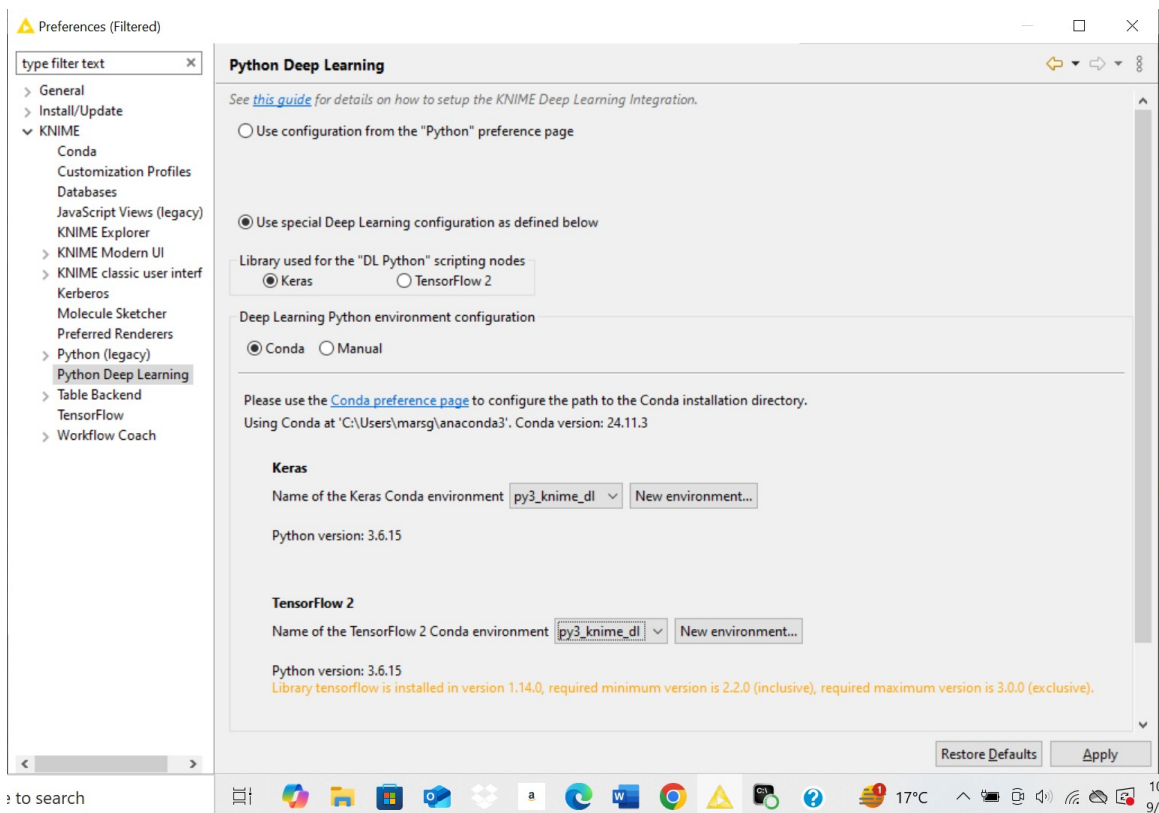 Preferences (Filtered)
type filter text
General
Install/Update
KNIME
Conda
Customization Profiles
Databases
JavaScript Views (legacy)
KNIME Explorer
KNIME Modern UI
KNIME classic user interf
Kerberos
Molecule Sketcher
Preferred Renderers
Python (legacy)
Python Deep Learning
Table Backend
TensorFlow
Workflow Coach
Python Deep Learning
See this guide for details on how to setup the KNIME Deep Learning Integration.
Use configuration from the "Python" preference page
Use special Deep Learning configuration as defined below
Library used for the "DL Python" scripting nodes
Keras TensorFlow 2
Deep Learning Python environment configuration
Conda Manual
Please use the Conda preference page to configure the path to the Conda installation directory.
Using Conda at 'C:\Users\marsg\anaconda3'. Conda version: 24.11.3
Keras
Name of the Keras Conda environment py3_knime_dl New environment...
Python version: 3.6.15
TensorFlow 2
Name of the TensorFlow 2 Conda environment py3_knime_dl New environment...
Python version: 3.6.15
Library tensorflow is installed in version 1.14.0, required minimum version is 2.2.0 (inclusive), required maximum version is 3.0.0 (exclusive).
Restore Defaults Apply
e to search a 1 17°C 10
9/